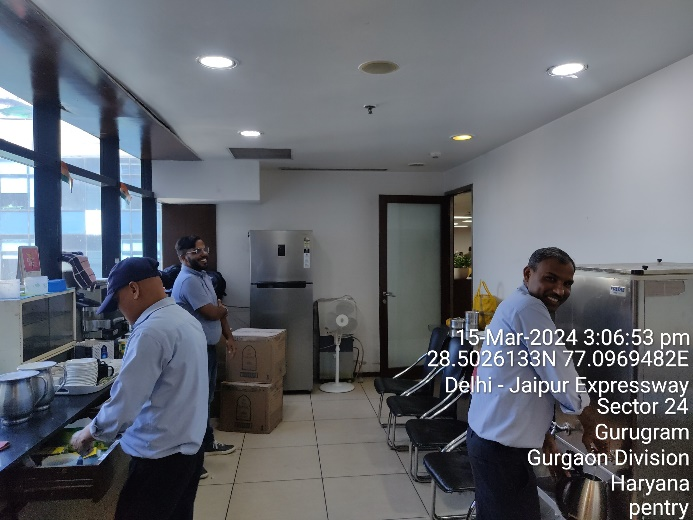 15-Mar-2024 3:06:53 pm
28.5026133N 77.0969482E
Delhi - Jaipur Expressway
Sector 24
Gurugram
Gurgaon Division
Haryana
pentry